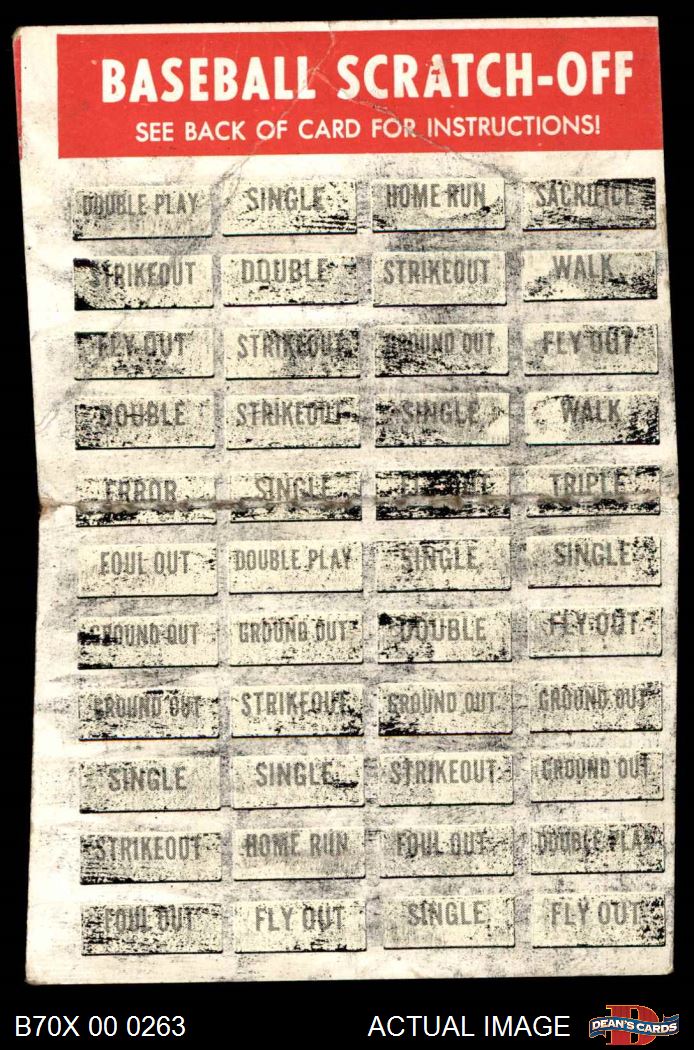 BASEBALL SCRATCH-OFF
SEE BACK OF CARD FOR INSTRUCTIONS!
DOUBLE PLAY SINGLE HOME RUN SACRIFICE
STRIKEOUT DOUBLE STRIKEOUT WALK
FLY OUT STRIKEOUT GROUND OUT FLY OUT
DOUBLE STRIKEOUT SINGLE WALK
ERROR SINGLE TRIPLE
FOUL OUT DOUBLE PLAY SINGLE SINGLE
GROUND OUT GROUND OUT DOUBLE FLY OUT
GROUND OUT STRIKEOUT GROUND OUT GROUND OUT
SINGLE SINGLE STRIKEOUT GROUND OUT
STRIKEOUT HOME RUN FOUL OUT DOUBLE PLAY
FOUL OUT FLY OUT SINGLE FLY OUT
B70X 00 0263 ACTUAL IMAGE D DEAN'S CARDS